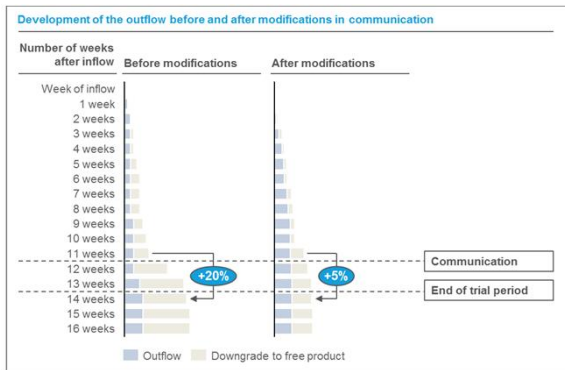 Development of the outflow before and after modifications in communication
Number of weeks
after inflow
Before modifications
After modifications
Week of inflow
1 week
2 weeks
3 weeks
4 weeks
5 weeks
6 weeks
7 weeks
8 weeks
9 weeks
10 weeks
11 weeks
12 weeks
13 weeks
14 weeks
15 weeks
16 weeks
+20%
+5%
Communication
End of trial period
Outflow
Downgrade to free product